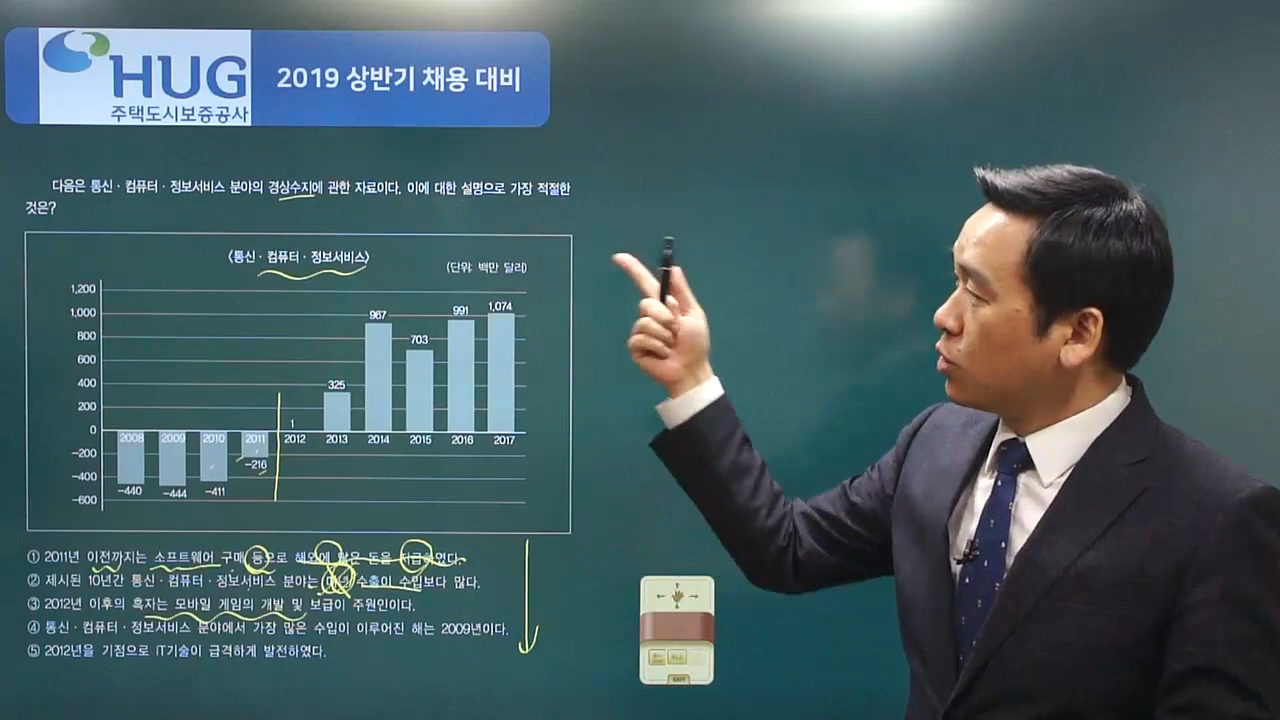 HUG
주택도시보증공사
2019 상반기 채용 대비
다음은 통신·컴퓨터·정보서비스 분야의 경상수지에 관한 자료이다. 이에 대한 설명으로 가장 적절한
것은?
〈통신·컴퓨터·정보서비스〉
(단위: 백만 달러)
1,200
1,000
800
600
400
200
0
−200
−400
−600
2008 2009 2010 2011 2012 2013 2014 2015 2016 2017
−440 −444 −411 −216 1 325 967 703 991 1,074
① 2011년 이전까지는 소프트웨어 구매 등으로 해외에 많은 돈을 지급하였다.
② 제시된 10년간 통신·컴퓨터·정보서비스 분야는 매년 수출이 수입보다 많다.
③ 2012년 이후의 흑자는 모바일 게임의 개발 및 보급이 주원인이다.
④ 통신·컴퓨터·정보서비스 분야에서 가장 많은 수입이 이루어진 해는 2009년이다.
⑤ 2012년을 기점으로 IT기술이 급격하게 발전하였다.
ALL